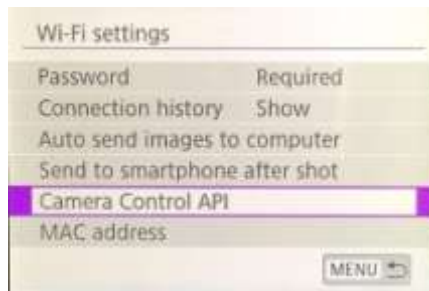 Wi-Fi settings
Password Required
Connection history Show
Auto send images to computer
Send to smartphone after shot
Camera Control API
MAC address
MENU